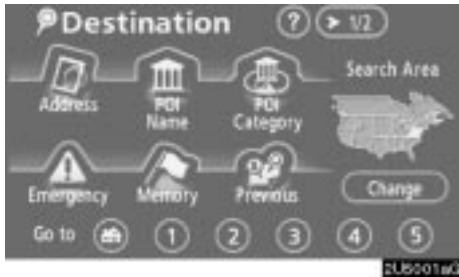 Destination ? 1/2
Search Area
Address POI Name POI Category
Emergency Memory Previous Change
Go to 1 2 3 4 5